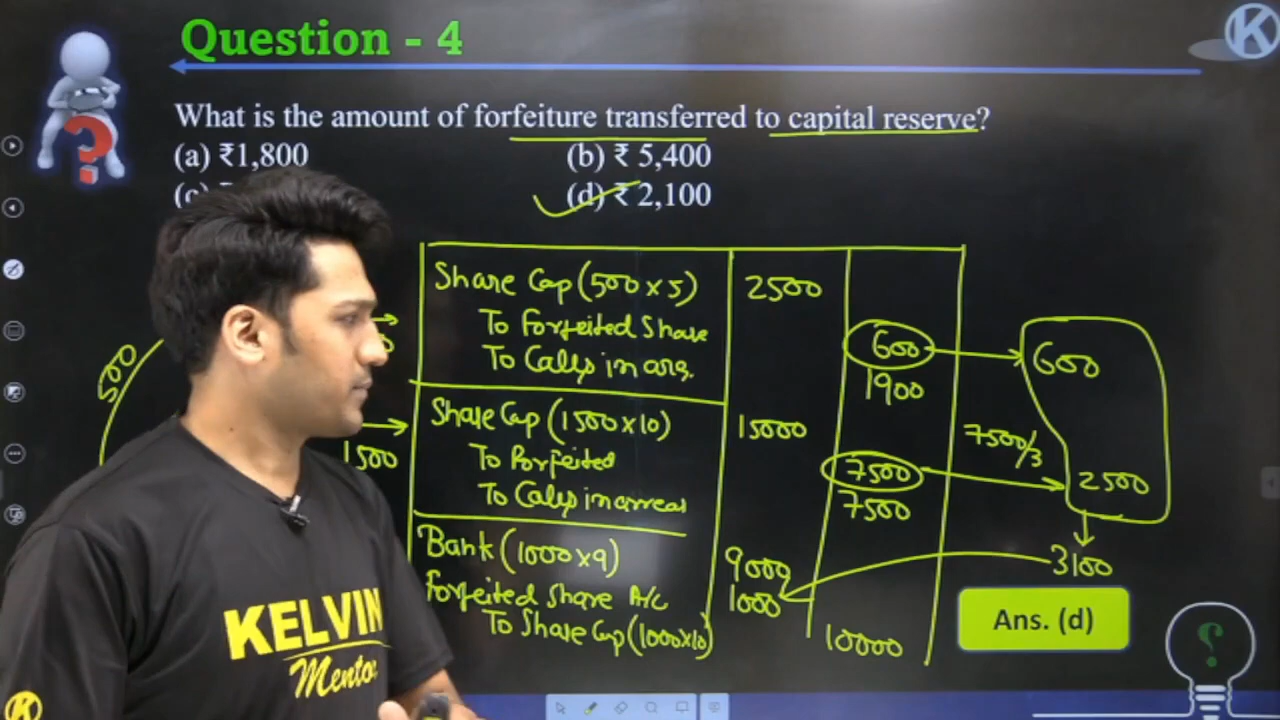 Question - 4
What is the amount of forfeiture transferred to capital reserve?
(a) ₹1,800
(b) ₹ 5,400
(d) ₹ 2,100
Share Cap (500 x 5) 2500
To Forfeited Share 600
To Calls in arr. 1900
600
500
Share Cap (1500 x 10) 15000
7500/3
1500
To Forfeited 7500
2500
To Calls in arrear 7500
Bank (1000 x 9) 9000
3100
Forfeited Share A/c 1000
To Share Cap (1000 x 10) 10000
Ans. (d)
KELVIN
Mentor
K